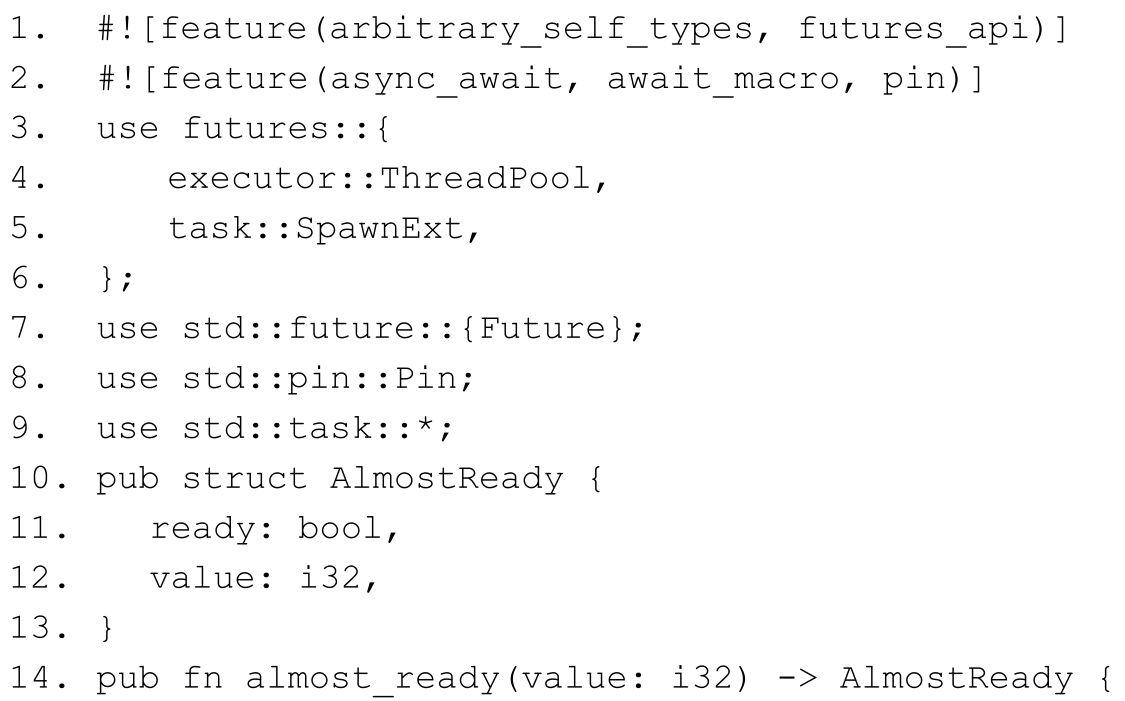 1. #![feature(arbitrary_self_types, futures_api)]
2. #![feature(async_await, await_macro, pin)]
3. use futures::{
4. executor::ThreadPool,
5. task::SpawnExt,
6. };
7. use std::future::{Future};
8. use std::pin::Pin;
9. use std::task::*;
10. pub struct AlmostReady {
11. ready: bool,
12. value: i32,
13. }
14. pub fn almost_ready(value: i32) -> AlmostReady {